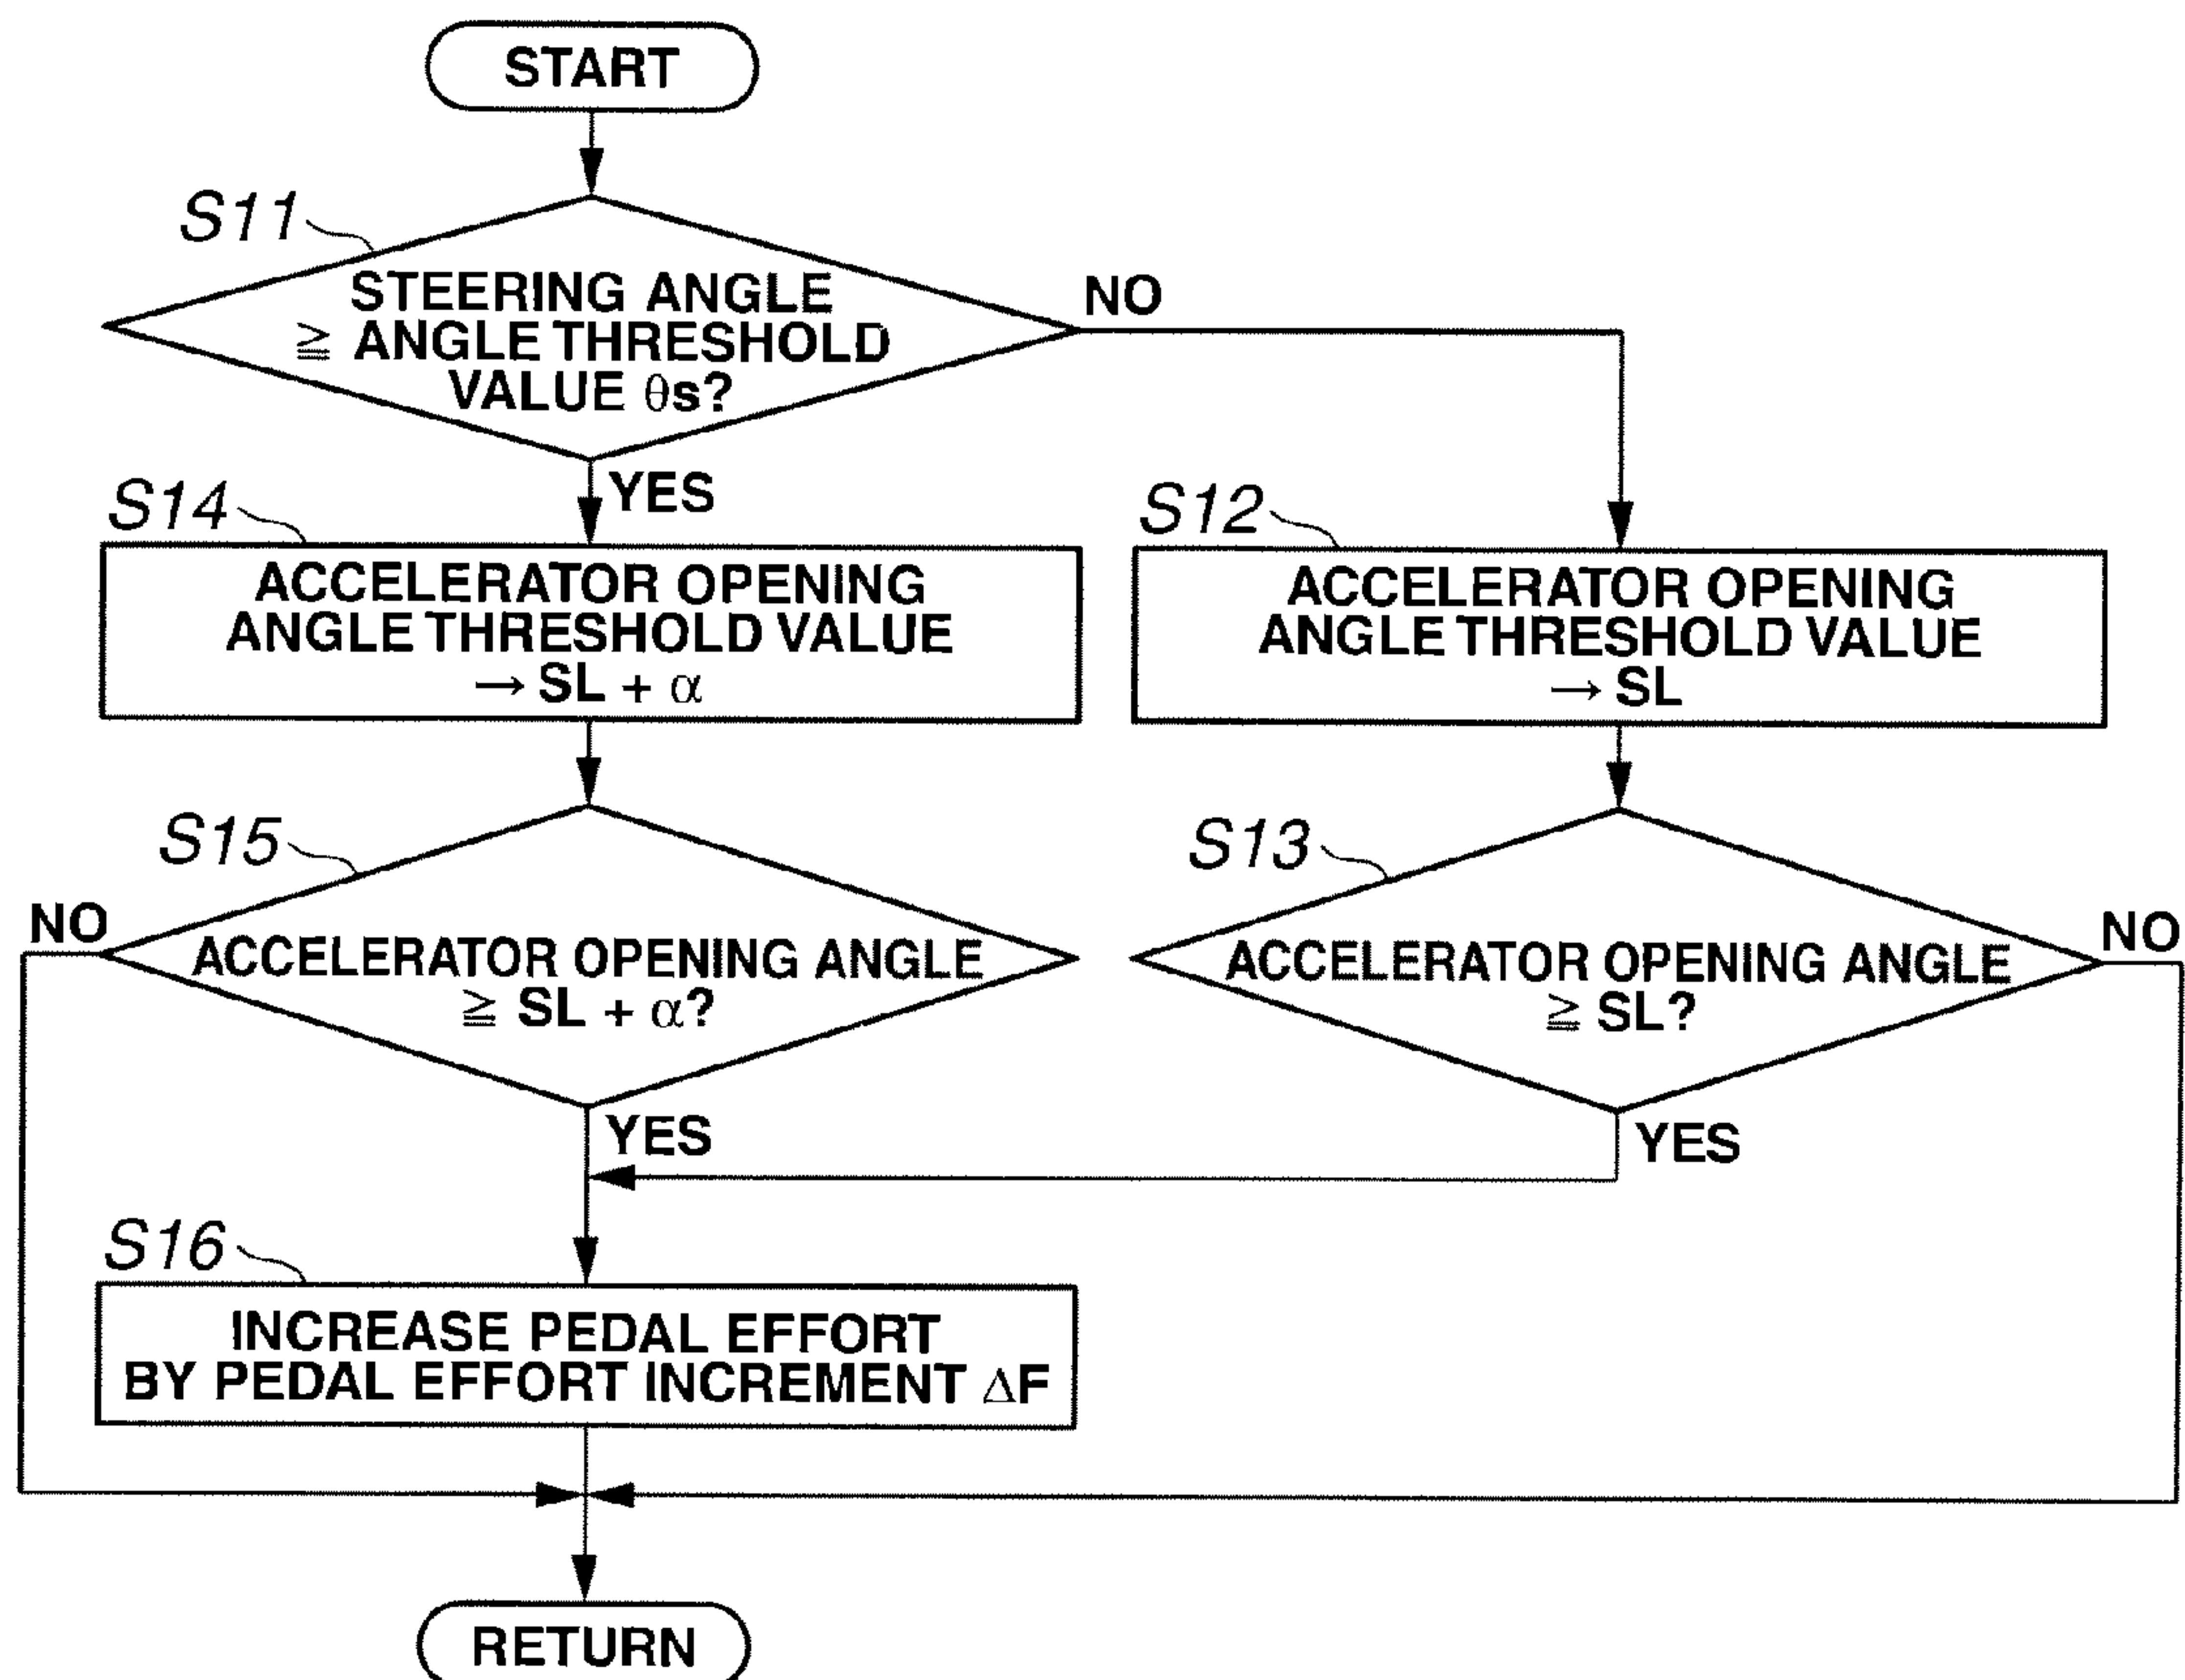 START
S11
STEERING ANGLE
≧ ANGLE THRESHOLD
VALUE θs?
NO
YES
S14
ACCELERATOR OPENING
ANGLE THRESHOLD VALUE
→ SL + α
S12
ACCELERATOR OPENING
ANGLE THRESHOLD VALUE
→ SL
S15
NO
ACCELERATOR OPENING ANGLE
≧ SL + α?
YES
S13
ACCELERATOR OPENING ANGLE
≧ SL?
NO
YES
S16
INCREASE PEDAL EFFORT
BY PEDAL EFFORT INCREMENT ΔF
RETURN